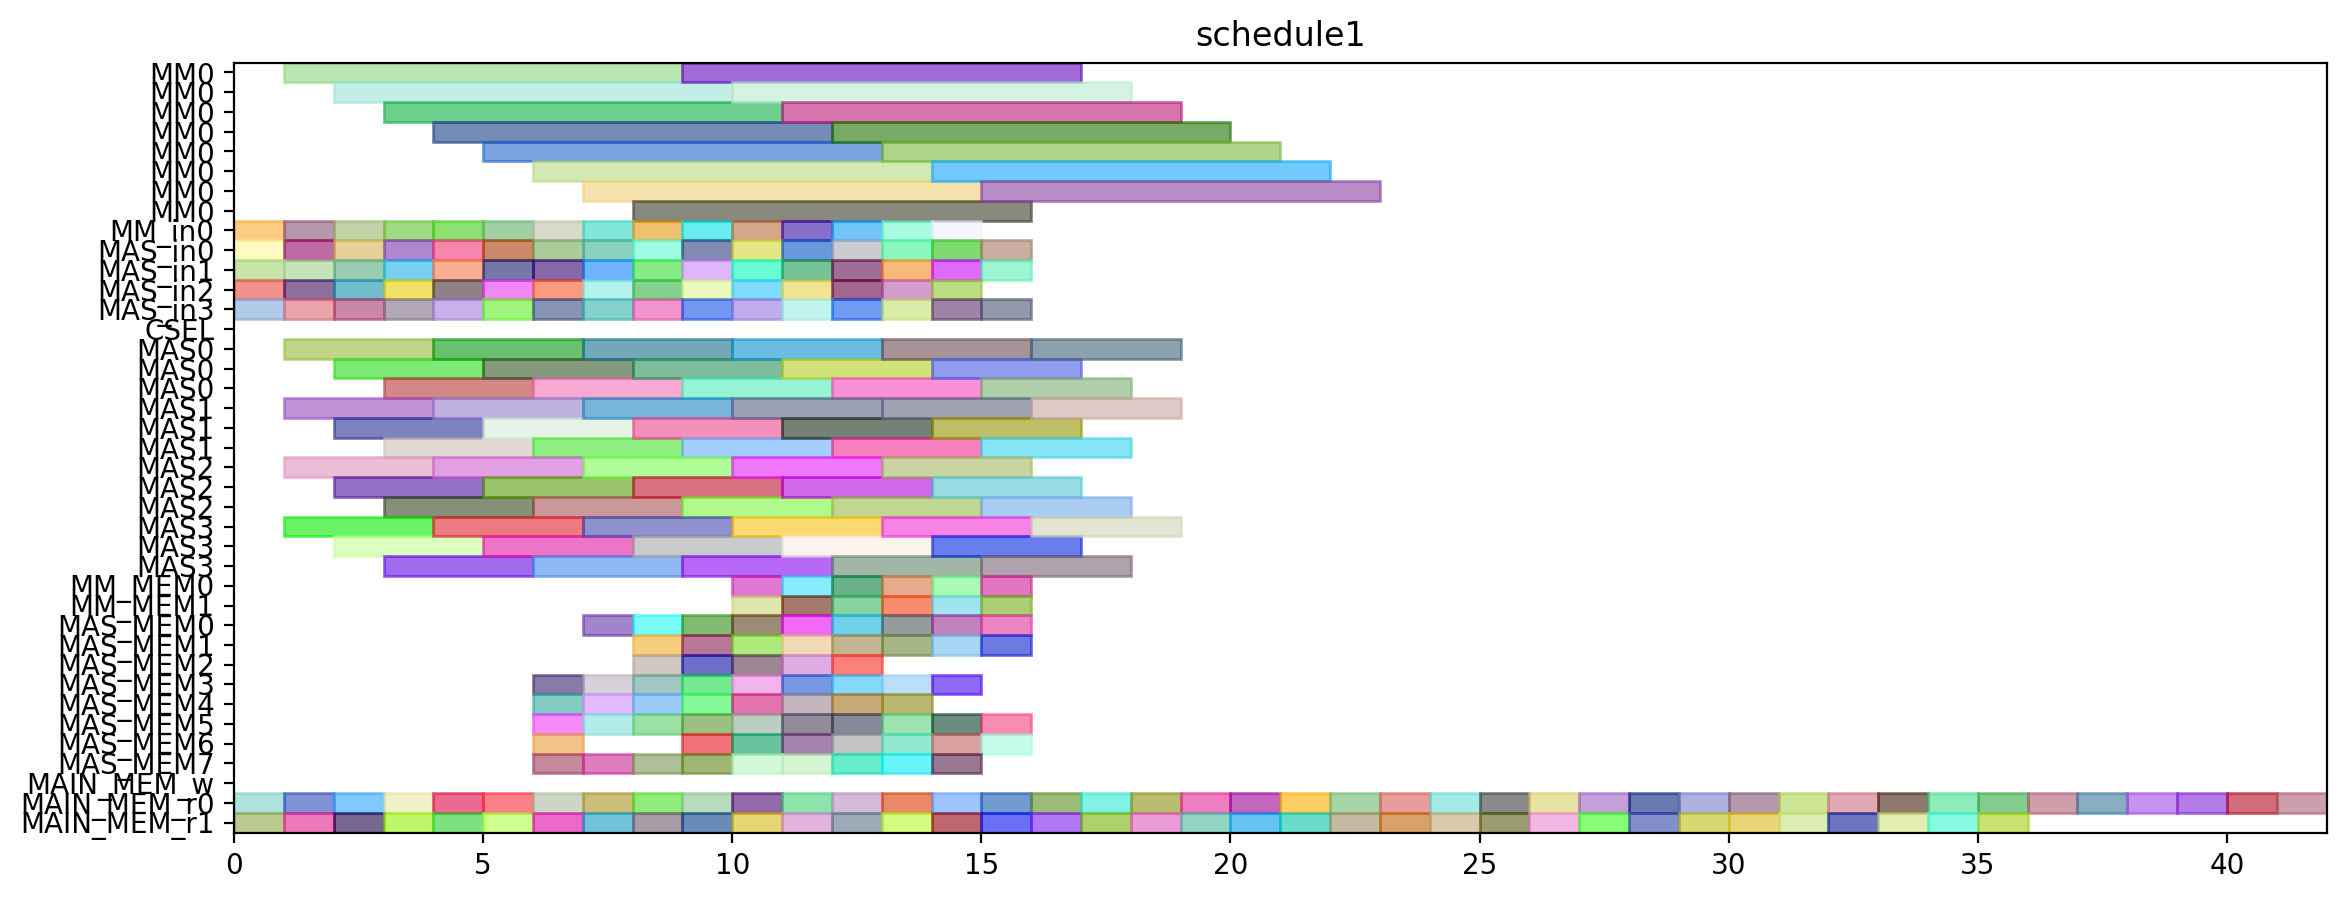 schedule1
MM0
MM0
MM0
MM0
MM0
MM0
MM0
MM0
MM_in0
MAS_in0
MAS_in1
MAS_in2
MAS_in3
CSEL
MAS0
MAS0
MAS0
MAS1
MAS1
MAS1
MAS2
MAS2
MAS2
MAS3
MAS3
MAS3
MM_MEM0
MM_MEM1
MAS_MEM0
MAS_MEM1
MAS_MEM2
MAS_MEM3
MAS_MEM4
MAS_MEM5
MAS_MEM6
MAS_MEM7
MAIN_MEM_w
MAIN_MEM_r0
MAIN_MEM_r1
0 5 10 15 20 25 30 35 40